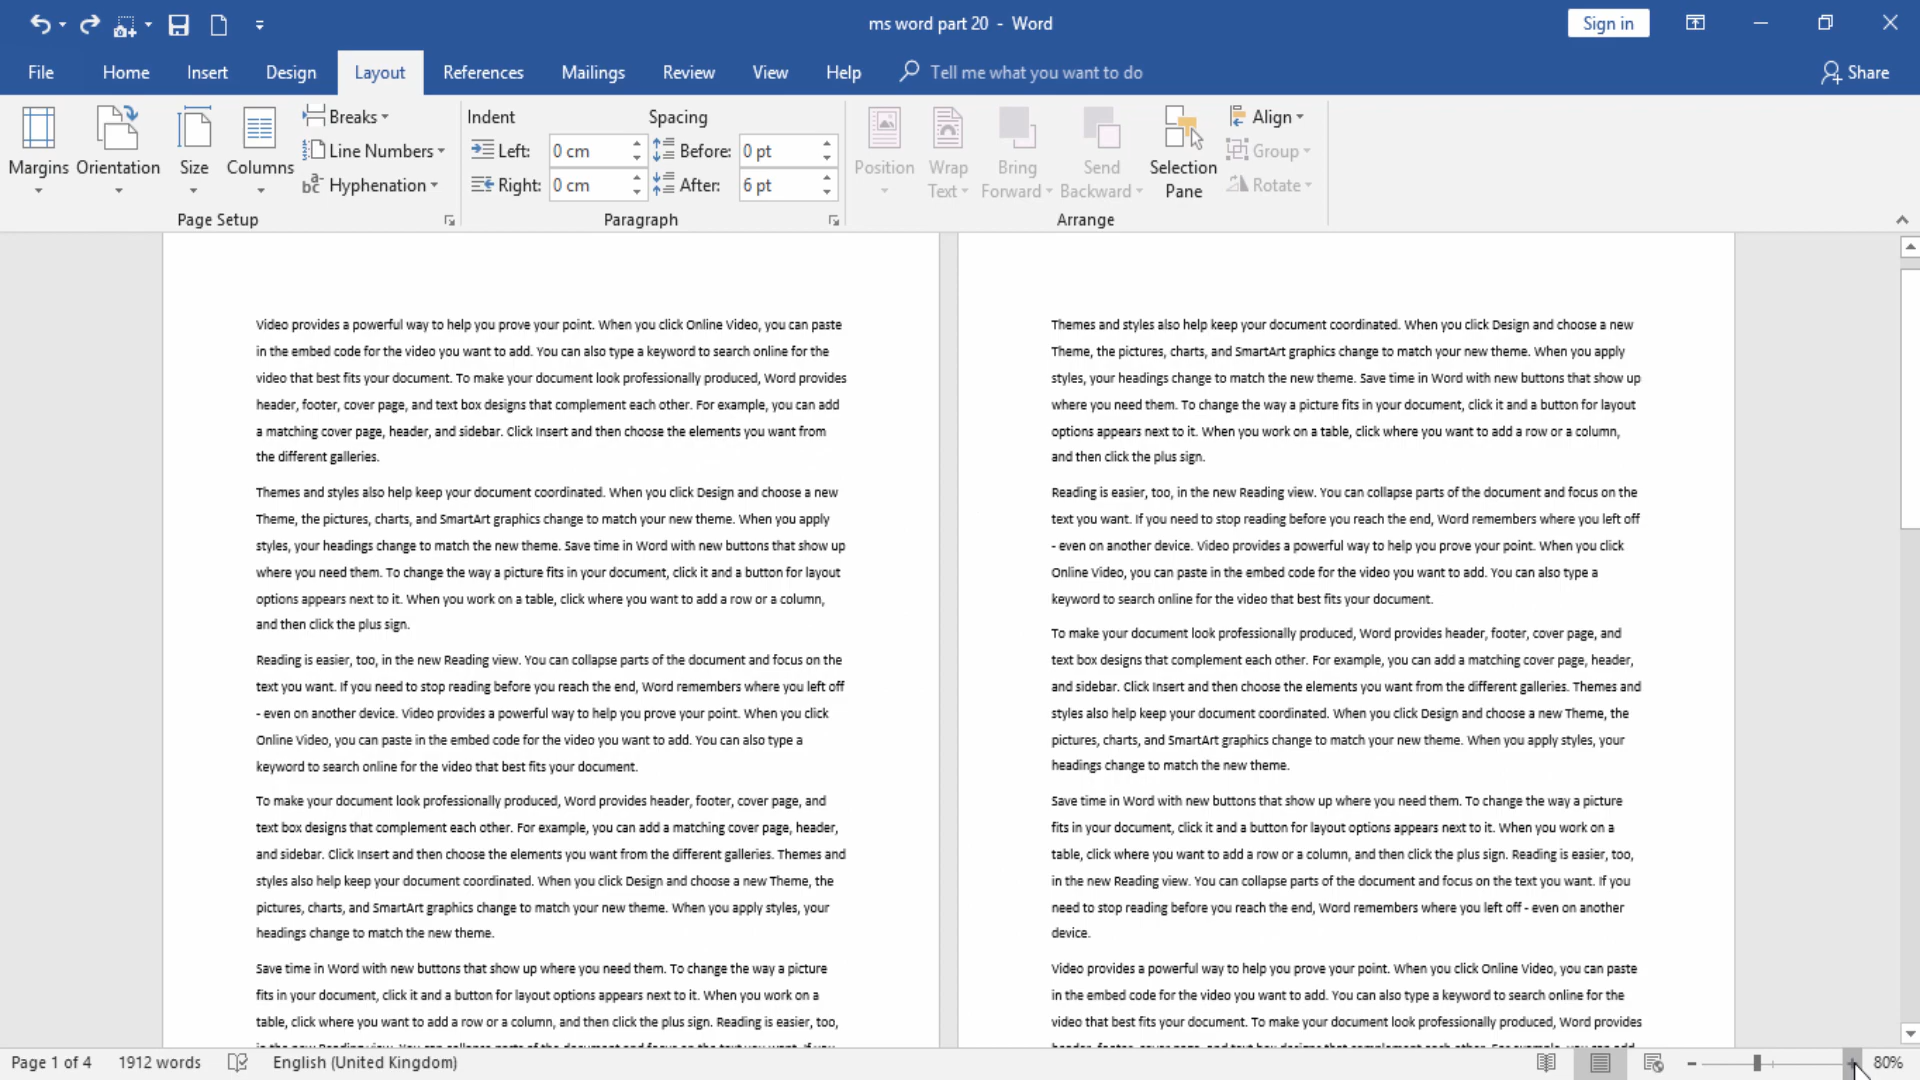 ms word part 20 - Word
Sign in
File Home Insert Design Layout References Mailings Review View Help Tell me what you want to do Share
Margins
Orientation
Size
Columns
Breaks
Line Numbers
Hyphenation
Page Setup
Indent
Left: 0 cm
Right: 0 cm
Spacing
Before: 0 pt
After: 6 pt
Paragraph
Position
Wrap
Text
Bring
Forward
Send
Backward
Selection
Pane
Align
Group
Rotate
Arrange
Video provides a powerful way to help you prove your point. When you click Online Video, you can paste
in the embed code for the video you want to add. You can also type a keyword to search online for the
video that best fits your document. To make your document look professionally produced, Word provides
header, footer, cover page, and text box designs that complement each other. For example, you can add
a matching cover page, header, and sidebar. Click Insert and then choose the elements you want from
the different galleries.
Themes and styles also help keep your document coordinated. When you click Design and choose a new
Theme, the pictures, charts, and SmartArt graphics change to match your new theme. When you apply
styles, your headings change to match the new theme. Save time in Word with new buttons that show up
where you need them. To change the way a picture fits in your document, click it and a button for layout
options appears next to it. When you work on a table, click where you want to add a row or a column,
and then click the plus sign.
Reading is easier, too, in the new Reading view. You can collapse parts of the document and focus on the
text you want. If you need to stop reading before you reach the end, Word remembers where you left off
- even on another device. Video provides a powerful way to help you prove your point. When you click
Online Video, you can paste in the embed code for the video you want to add. You can also type a
keyword to search online for the video that best fits your document.
To make your document look professionally produced, Word provides header, footer, cover page, and
text box designs that complement each other. For example, you can add a matching cover page, header,
and sidebar. Click Insert and then choose the elements you want from the different galleries. Themes and
styles also help keep your document coordinated. When you click Design and choose a new Theme, the
pictures, charts, and SmartArt graphics change to match your new theme. When you apply styles, your
headings change to match the new theme.
Save time in Word with new buttons that show up where you need them. To change the way a picture
fits in your document, click it and a button for layout options appears next to it. When you work on a
table, click where you want to add a row or a column, and then click the plus sign. Reading is easier, too,
Themes and styles also help keep your document coordinated. When you click Design and choose a new
Theme, the pictures, charts, and SmartArt graphics change to match your new theme. When you apply
styles, your headings change to match the new theme. Save time in Word with new buttons that show up
where you need them. To change the way a picture fits in your document, click it and a button for layout
options appears next to it. When you work on a table, click where you want to add a row or a column,
and then click the plus sign.
Reading is easier, too, in the new Reading view. You can collapse parts of the document and focus on the
text you want. If you need to stop reading before you reach the end, Word remembers where you left off
- even on another device. Video provides a powerful way to help you prove your point. When you click
Online Video, you can paste in the embed code for the video you want to add. You can also type a
keyword to search online for the video that best fits your document.
To make your document look professionally produced, Word provides header, footer, cover page, and
text box designs that complement each other. For example, you can add a matching cover page, header,
and sidebar. Click Insert and then choose the elements you want from the different galleries. Themes and
styles also help keep your document coordinated. When you click Design and choose a new Theme, the
pictures, charts, and SmartArt graphics change to match your new theme. When you apply styles, your
headings change to match the new theme.
Save time in Word with new buttons that show up where you need them. To change the way a picture
fits in your document, click it and a button for layout options appears next to it. When you work on a
table, click where you want to add a row or a column, and then click the plus sign. Reading is easier, too,
in the new Reading view. You can collapse parts of the document and focus on the text you want. If you
need to stop reading before you reach the end, Word remembers where you left off - even on another
device.
Video provides a powerful way to help you prove your point. When you click Online Video, you can paste
in the embed code for the video you want to add. You can also type a keyword to search online for the
video that best fits your document. To make your document look professionally produced, Word provides
Page 1 of 4 1912 words English (United Kingdom) 80%